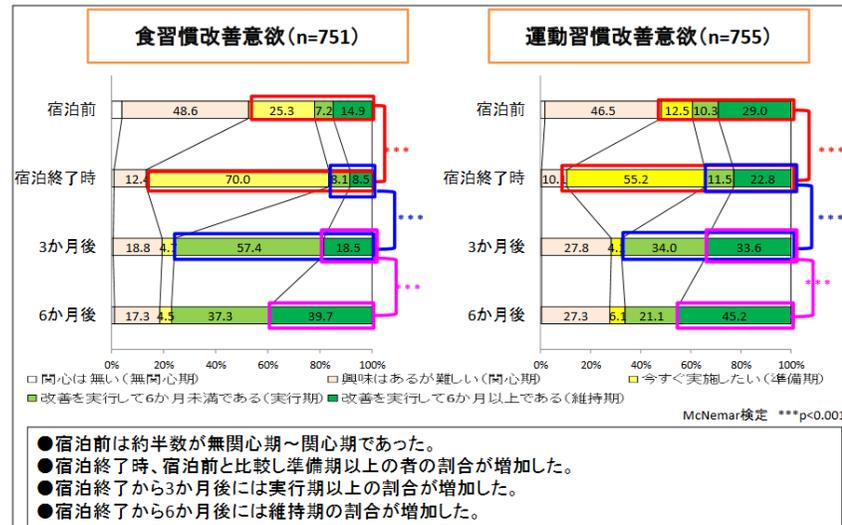 食習慣改善意欲（n=751）
運動習慣改善意欲（n=755）
宿泊前 48.6 25.3 7.2 14.9
宿泊終了時 12.4 70.0 8.1 8.5
3か月後 18.8 4.7 57.4 18.5
6か月後 17.3 4.5 37.3 39.7
0% 20% 40% 60% 80% 100%
*** *** ***
宿泊前 46.5 12.5 10.3 29.0
宿泊終了時 10.1 55.2 11.5 22.8
3か月後 27.8 34.0 33.6
6か月後 27.3 6.1 21.1 45.2
0% 20% 40% 60% 80% 100%
*** *** ***
関心は無い（無関心期） 興味はあるが難しい（関心期） 今すぐ実施したい（準備期）
改善を実行して6か月未満である（実行期） 改善を実行して6か月以上である（維持期）
McNemar検定 ***p<0.001
●宿泊前は約半数が無関心期～関心期であった。
●宿泊終了時、宿泊前と比較し準備期以上の者の割合が増加した。
●宿泊終了から3か月後には実行期以上の割合が増加した。
●宿泊終了から6か月後には維持期の割合が増加した。